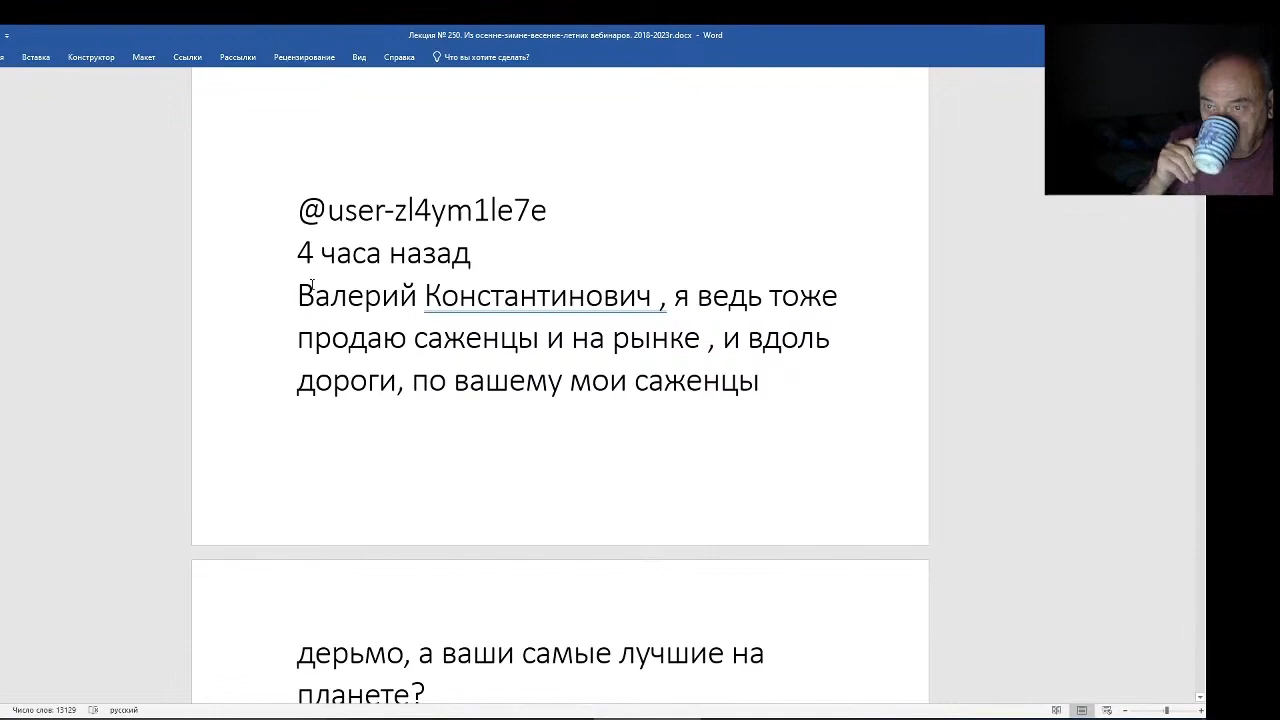 Лекция № 250. Из осенне-зимне-весенне-летних вебинаров. 2018-2023г.docx - Word
я Вставка Конструктор Макет Ссылки Рассылки Рецензирование Вид Справка Что вы хотите сделать?
@user-zl4ym1le7e
4 часа назад
Валерий Константинович , я ведь тоже
продаю саженцы и на рынке , и вдоль
дороги, по вашему мои саженцы
дерьмо, а ваши самые лучшие на
планете?
Число слов: 13129 русский